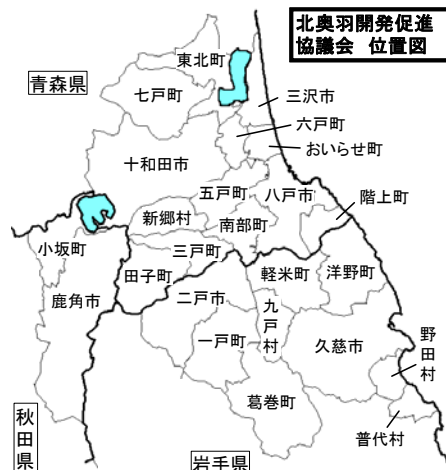 北奥羽開発促進
協議会 位置図
東北町
青森県
七戸町
三沢市
六戸町
おいらせ町
十和田市
五戸町
八戸市
階上町
新郷村
南部町
小坂町
三戸町
田子町
軽米町
洋野町
鹿角市
二戸市
九戸村
一戸町
久慈市
野田村
葛巻町
普代村
秋田県
岩手県